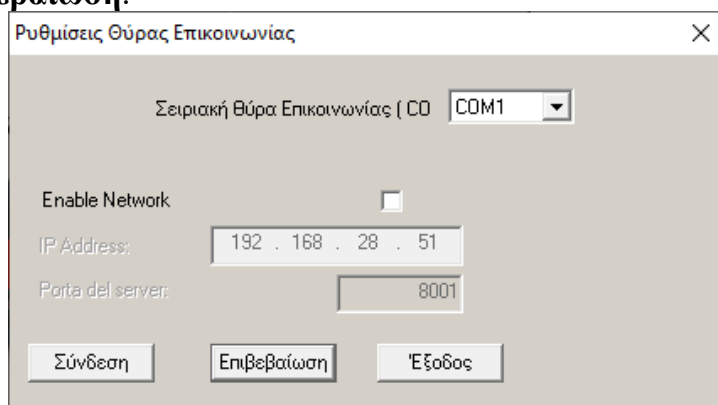 Ρυθμίσεις Θύρας Επικοινωνίας
Σειριακή Θύρα Επικοινωνίας ( CO COM1
Enable Network
IP Address: 192 . 168 . 28 . 51
Porta del server: 8001
Σύνδεση Επιβεβαίωση Έξοδος